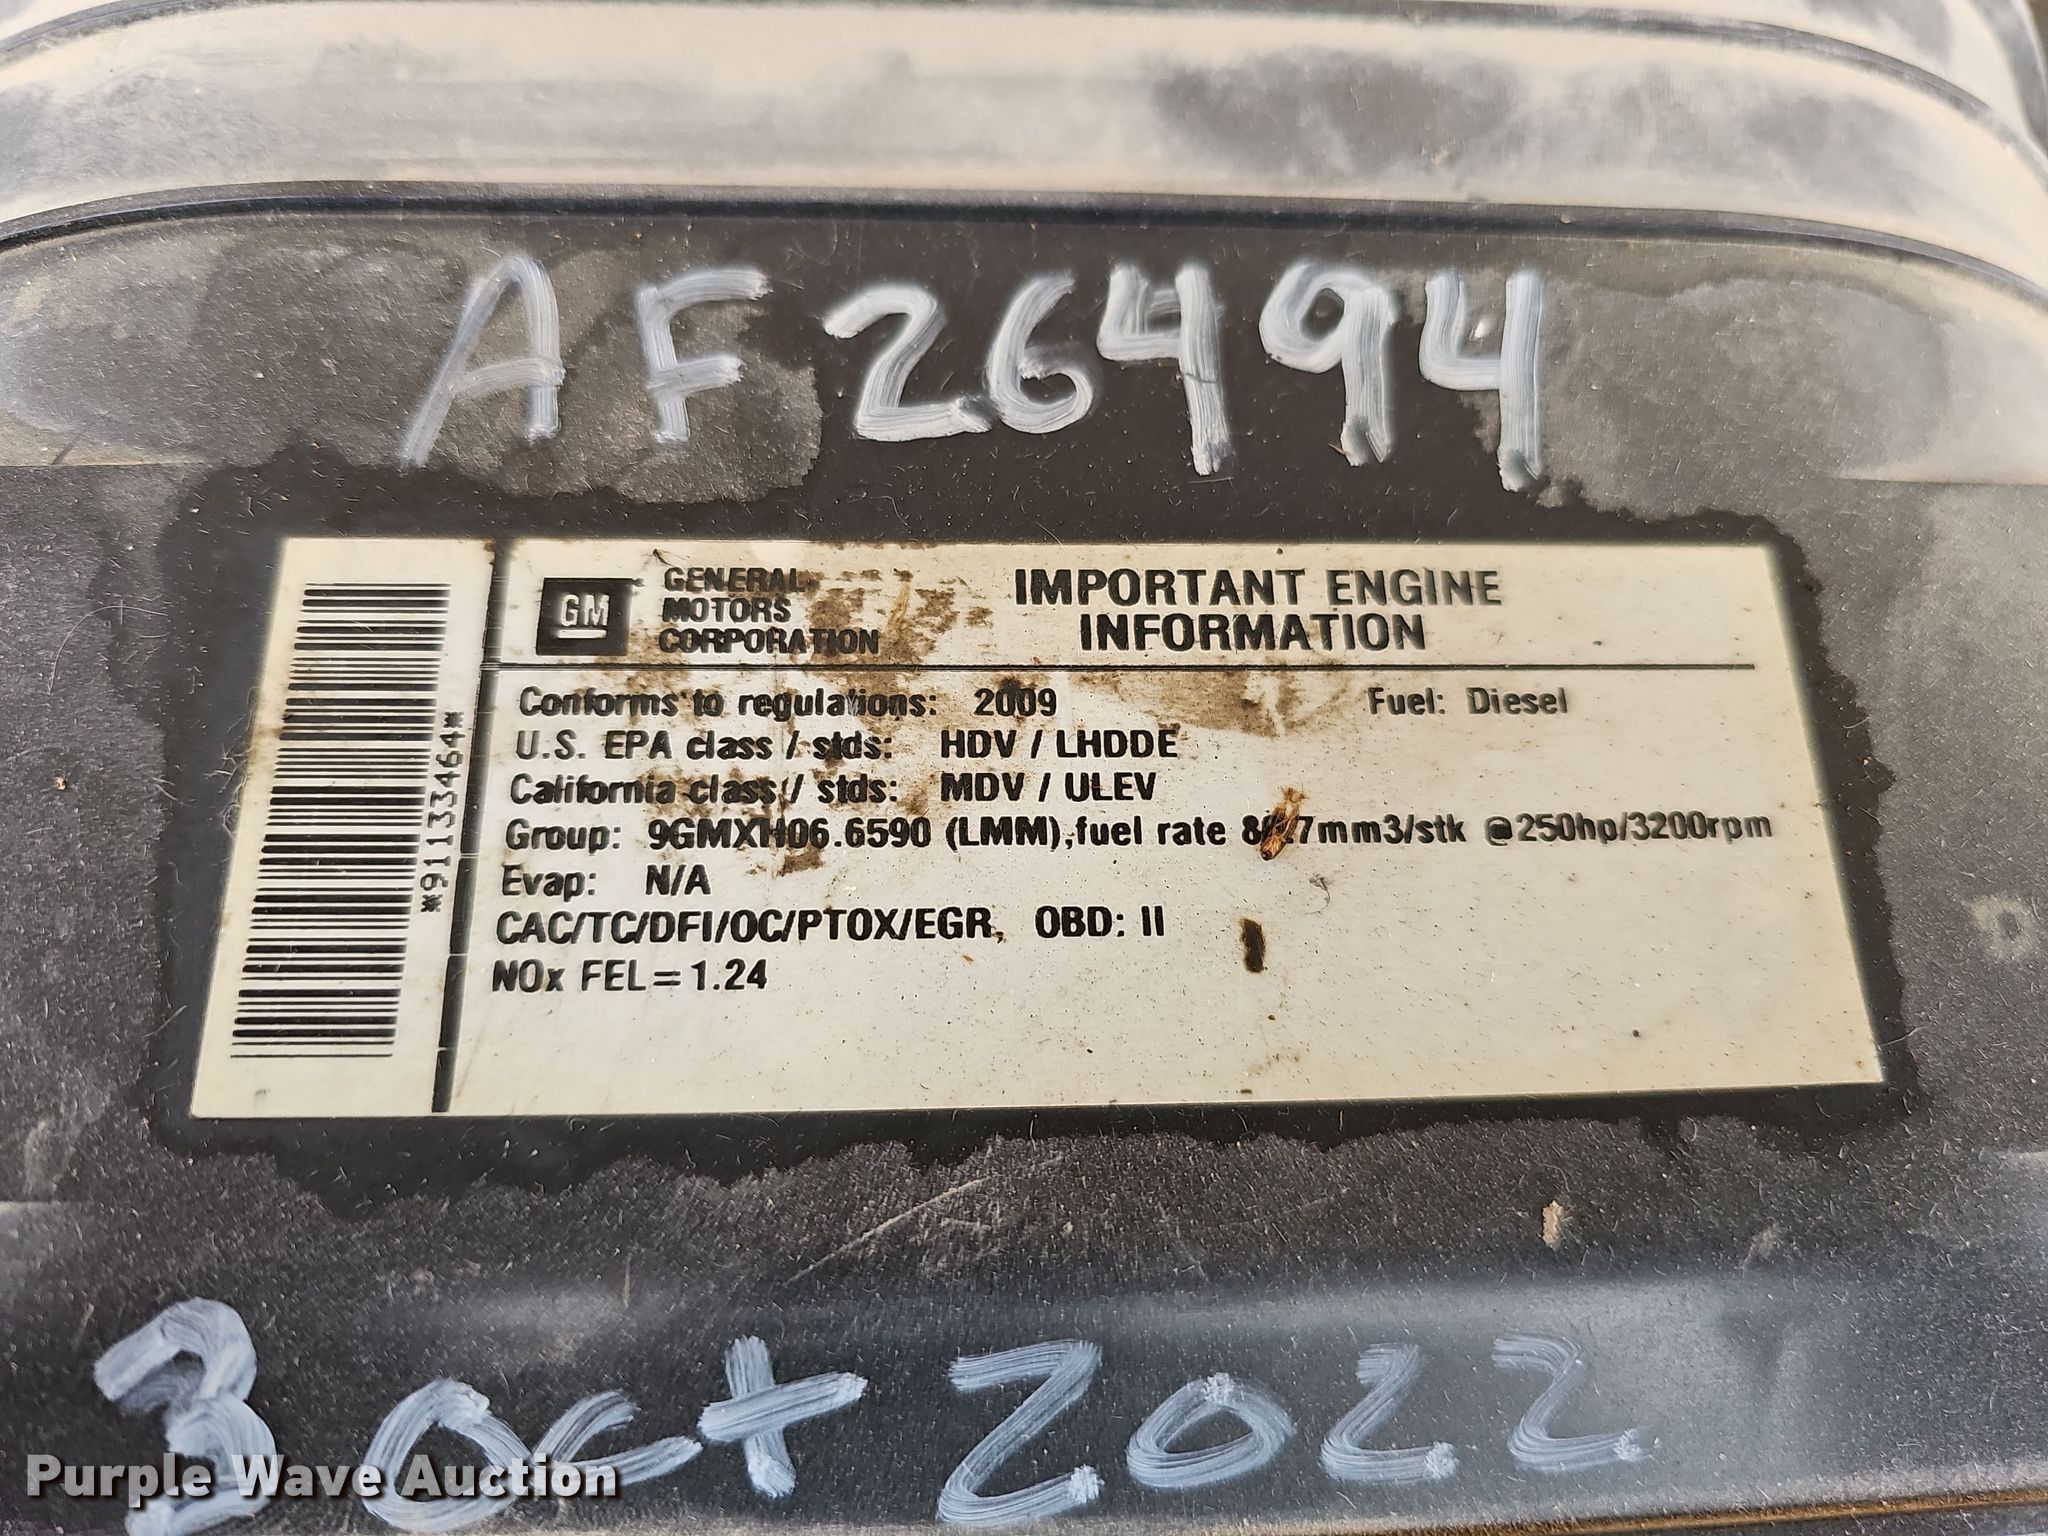 AF26494
GM
GENERAL
MOTORS
CORPORATION
IMPORTANT ENGINE
INFORMATION
Conforms to regulations: 2009 Fuel: Diesel
U.S. EPA class / stds: HDV / LHDDE
California class / stds: MDV / ULEV
Group: 9GMXH06.6590 (LMM), fuel rate @250hp/3200rpm
Evap: N/A
CAC/TC/DFI/OC/PTOX/EGR, OBD: II
NOx FEL=1.24
*91133464*
3 Oct 2022
Purple Wave Auction